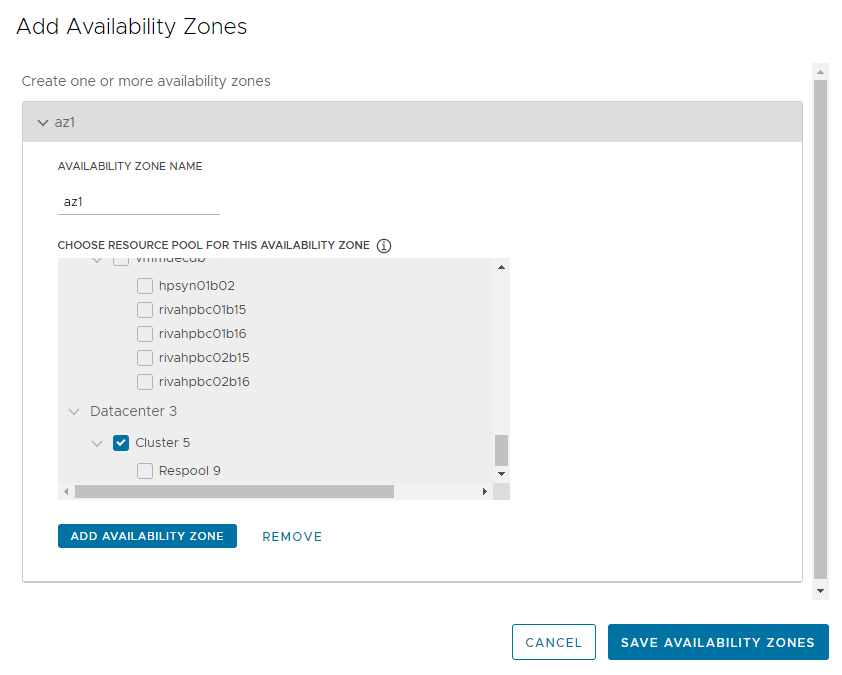 Add Availability Zones
Create one or more availability zones
az1
AVAILABILITY ZONE NAME
az1
CHOOSE RESOURCE POOL FOR THIS AVAILABILITY ZONE
hpsyn01b02
rivahpbc01b15
rivahpbc01b16
rivahpbc02b15
rivahpbc02b16
Datacenter 3
Cluster 5
Respool 9
ADD AVAILABILITY ZONE REMOVE
CANCEL SAVE AVAILABILITY ZONES